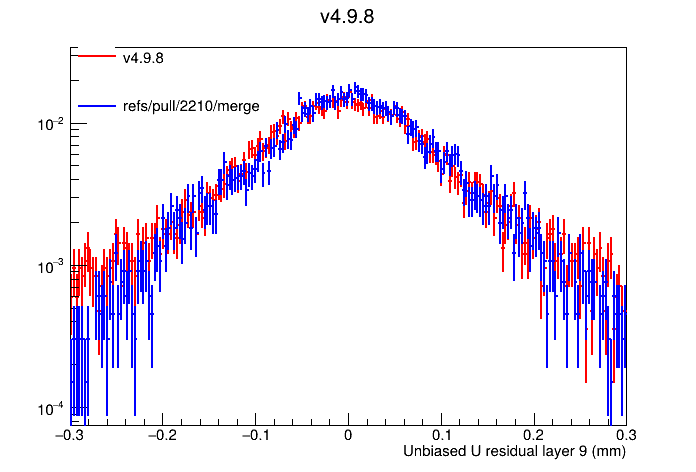 v4.9.8
v4.9.8
refs/pull/2210/merge
10−2
10−3
10−4
−0.3 −0.2 −0.1 0 0.1 0.2 0.3
Unbiased U residual layer 9 (mm)